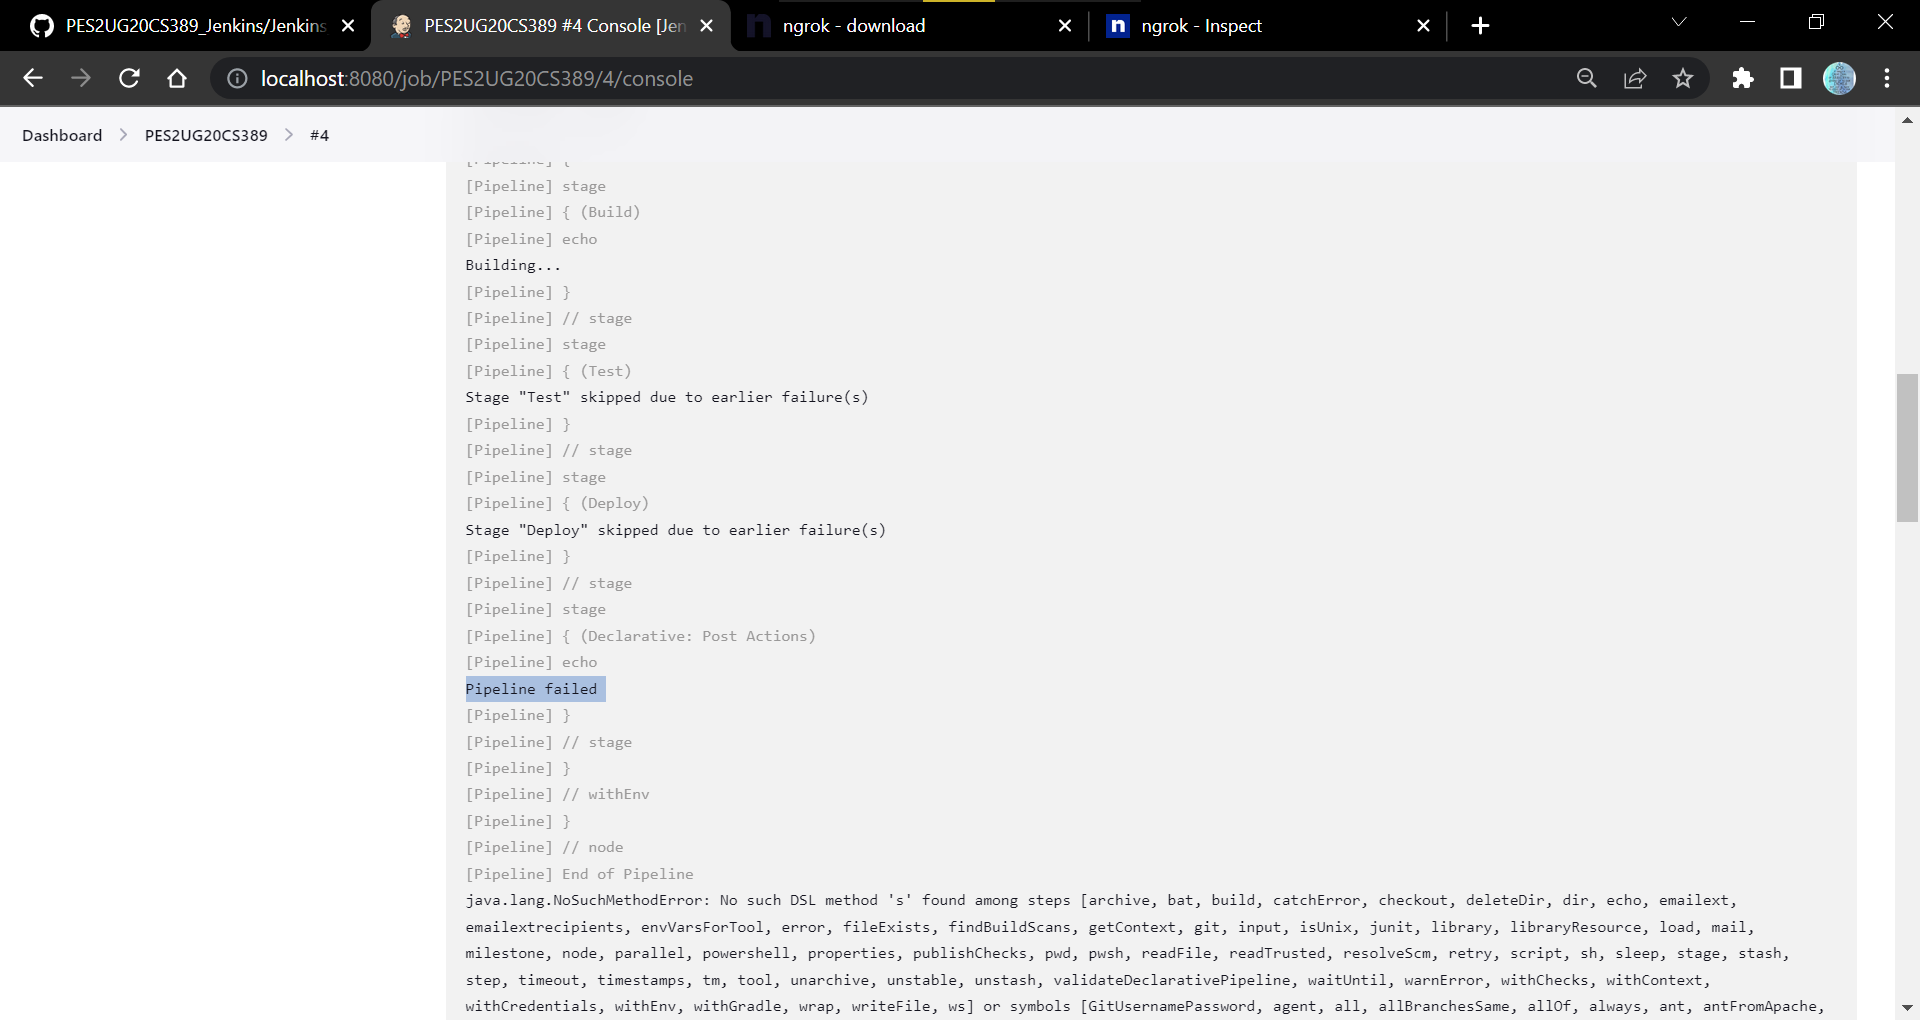 PES2UG20CS389_Jenkins/Jenkins
PES2UG20CS389 #4 Console [Jen
ngrok - download
ngrok - Inspect
localhost:8080/job/PES2UG20CS389/4/console
Dashboard > PES2UG20CS389 > #4
[Pipeline] {
[Pipeline] stage
[Pipeline] { (Build)
[Pipeline] echo
Building...
[Pipeline] }
[Pipeline] // stage
[Pipeline] stage
[Pipeline] { (Test)
Stage "Test" skipped due to earlier failure(s)
[Pipeline] }
[Pipeline] // stage
[Pipeline] stage
[Pipeline] { (Deploy)
Stage "Deploy" skipped due to earlier failure(s)
[Pipeline] }
[Pipeline] // stage
[Pipeline] stage
[Pipeline] { (Declarative: Post Actions)
[Pipeline] echo
Pipeline failed
[Pipeline] }
[Pipeline] // stage
[Pipeline] }
[Pipeline] // withEnv
[Pipeline] }
[Pipeline] // node
[Pipeline] End of Pipeline
java.lang.NoSuchMethodError: No such DSL method 's' found among steps [archive, bat, build, catchError, checkout, deleteDir, dir, echo, emailext,
emailextrecipients, envVarsForTool, error, fileExists, findBuildScans, getContext, git, input, isUnix, junit, library, libraryResource, load, mail,
milestone, node, parallel, powershell, properties, publishChecks, pwd, pwsh, readFile, readTrusted, resolveScm, retry, script, sh, sleep, stage, stash,
step, timeout, timestamps, tm, tool, unarchive, unstable, unstash, validateDeclarativePipeline, waitUntil, warnError, withChecks, withContext,
withCredentials, withEnv, withGradle, wrap, writeFile, ws] or symbols [GitUsernamePassword, agent, all, allBranchesSame, allOf, always, ant, antFromApache,